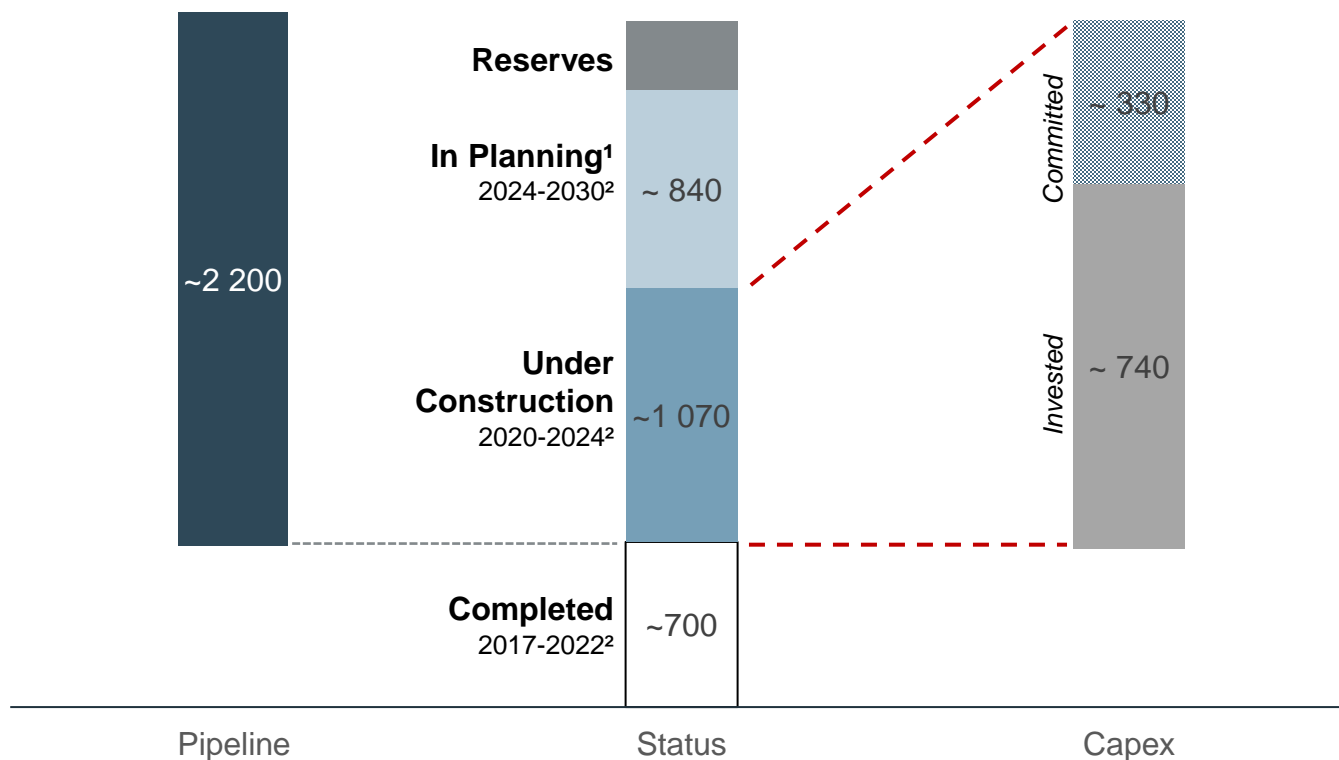 Reserves
In Planning¹
2024-2030²
~ 840
~2 200
Under
Construction
2020-2024²
~1 070
Completed
2017-2022²
~700
Committed
~ 330
Invested
~ 740
Pipeline
Status
Capex